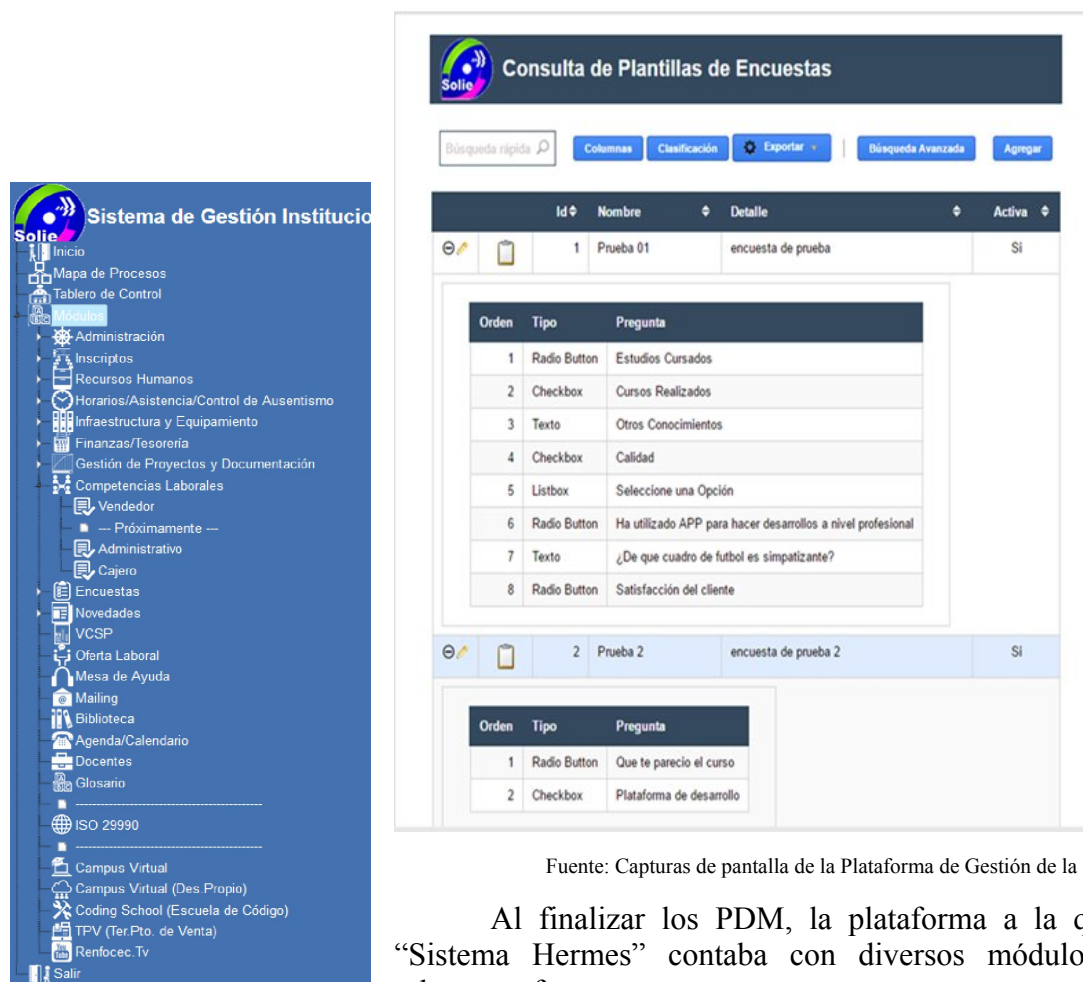 Solie
Sistema de Gestión Institucio
Inicio
Mapa de Procesos
Tablero de Control
Módulos
Administración
Inscriptos
Recursos Humanos
Horarios/Asistencia/Control de Ausentismo
Infraestructura y Equipamiento
Finanzas/Tesorería
Gestión de Proyectos y Documentación
Competencias Laborales
Vendedor
--- Próximamente ---
Administrativo
Cajero
Encuestas
Novedades
VCSP
Oferta Laboral
Mesa de Ayuda
Mailing
Biblioteca
Agenda/Calendario
Docentes
Glosario
---------------------------------------------
ISO 29990
---------------------------------------------
Campus Virtual
Campus Virtual (Des.Propio)
Coding School (Escuela de Código)
TPV (Ter.Pto. de Venta)
Renfocec.Tv
Salir
Solie
Consulta de Plantillas de Encuestas
Búsqueda rápida Columnas Clasificación Exportar Búsqueda Avanzada Agregar
Id Nombre Detalle Activa
1 Prueba 01 encuesta de prueba Si
Orden Tipo Pregunta
1 Radio Button Estudios Cursados
2 Checkbox Cursos Realizados
3 Texto Otros Conocimientos
4 Checkbox Calidad
5 Listbox Seleccione una Opción
6 Radio Button Ha utilizado APP para hacer desarrollos a nivel profesional
7 Texto ¿De que cuadro de futbol es simpatizante?
8 Radio Button Satisfacción del cliente
2 Prueba 2 encuesta de prueba 2 Si
Orden Tipo Pregunta
1 Radio Button Que te parecio el curso
2 Checkbox Plataforma de desarrollo
Fuente: Capturas de pantalla de la Plataforma de Gestión de la
Al finalizar los PDM, la plataforma a la q
“Sistema Hermes” contaba con diversos módulo